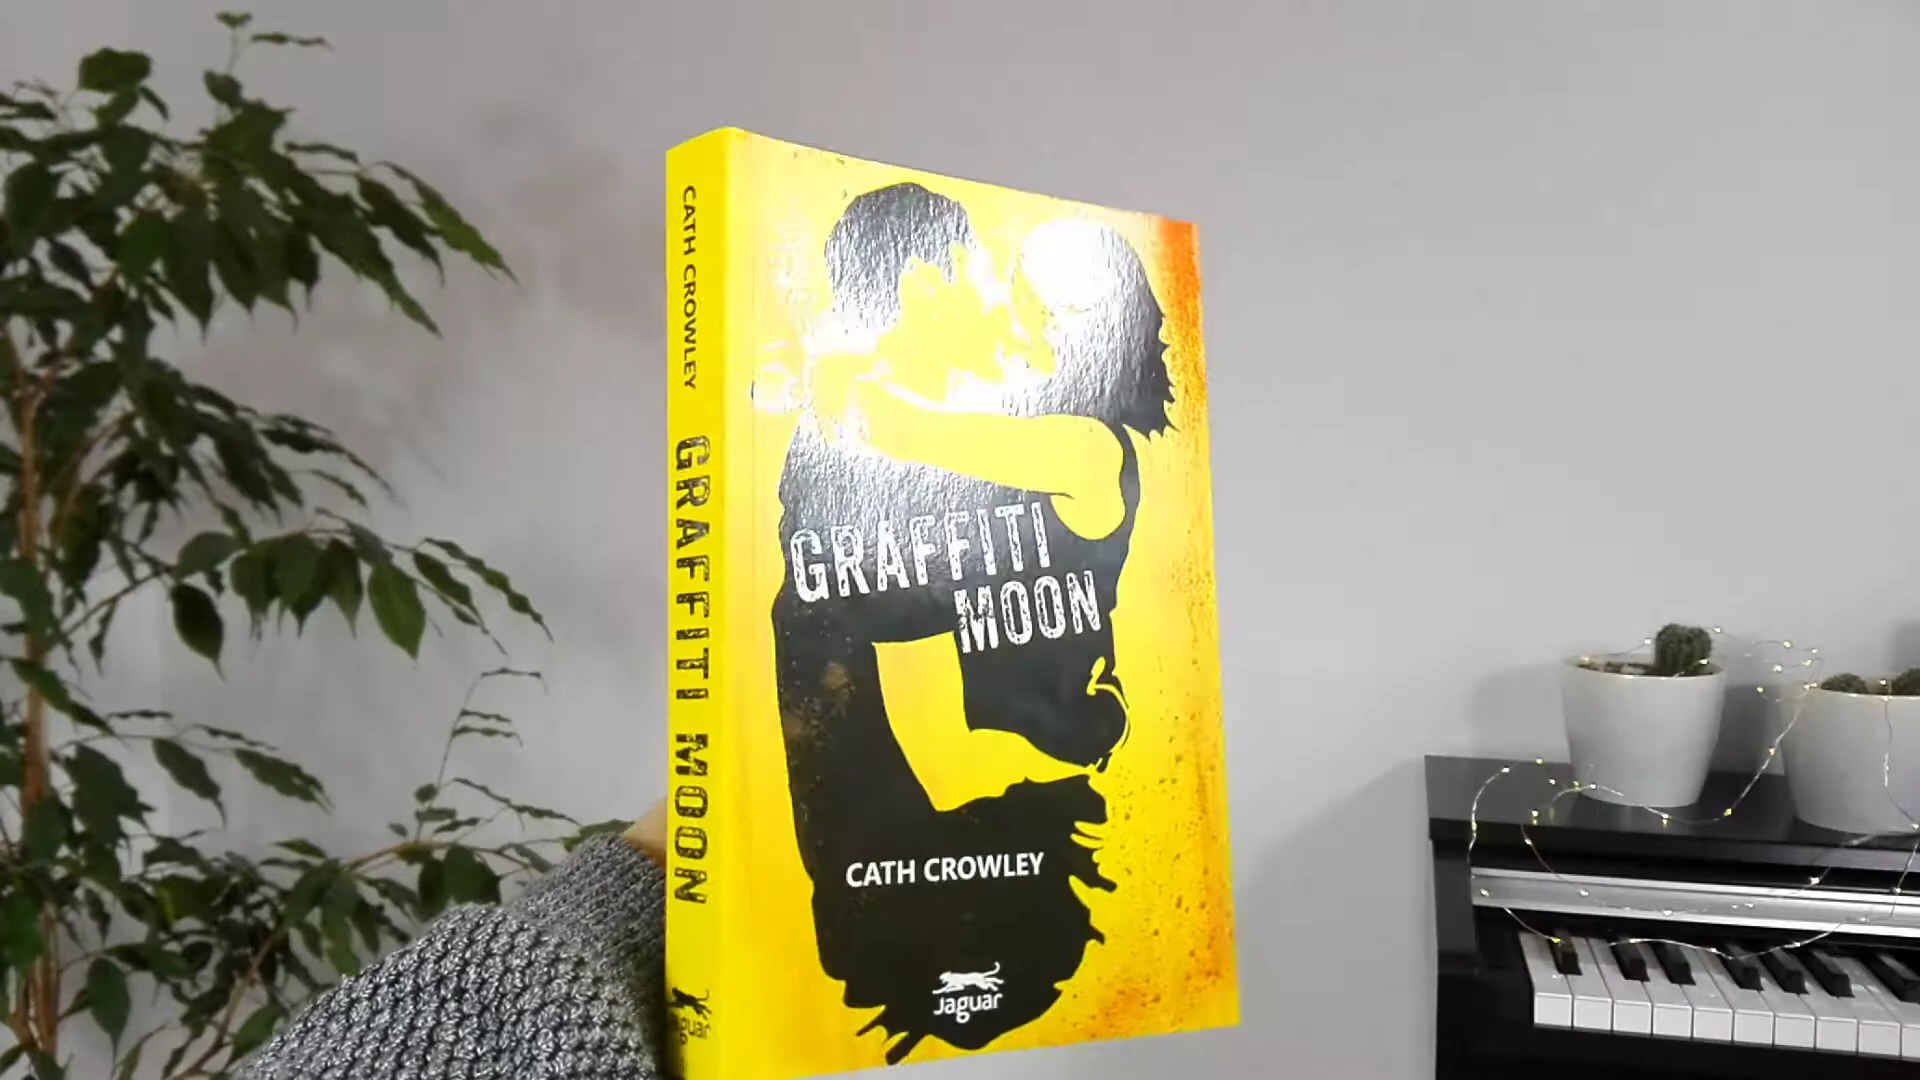 CATH CROWLEY
GRAFFITI MOON
GRAFFITI
MOON
CATH CROWLEY
Jaguar